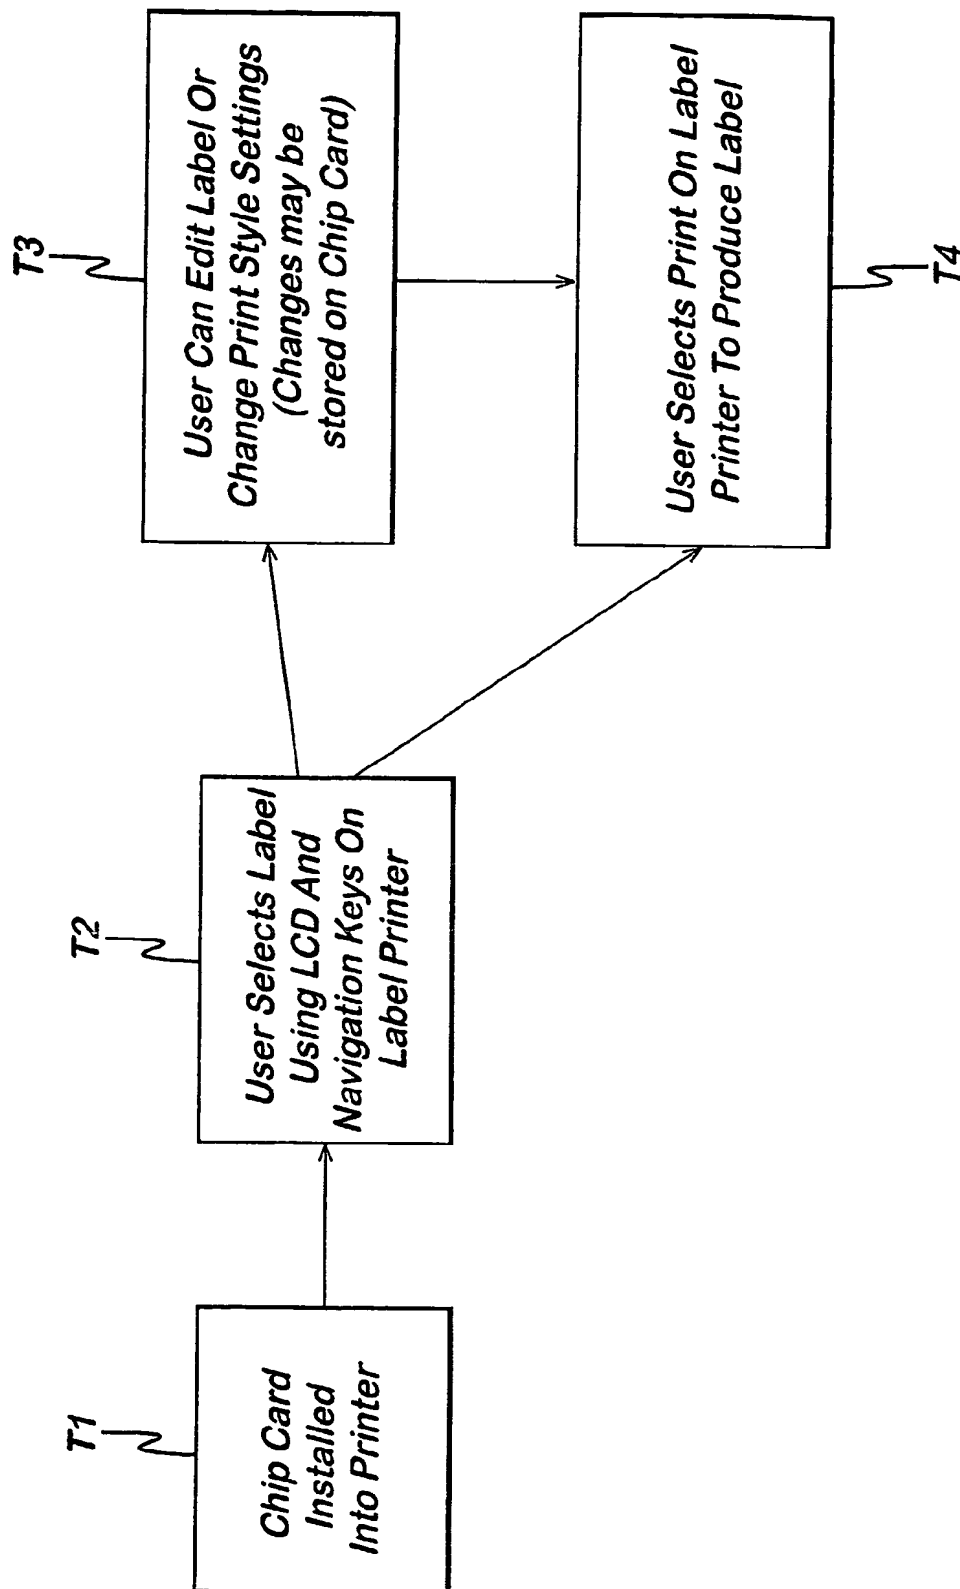 T1
Chip Card
Installed
Into Printer
T2
User Selects Label
Using LCD And
Navigation Keys On
Label Printer
T3
User Can Edit Label Or
Change Print Style Settings
(Changes may be
stored on Chip Card)
User Selects Print On Label
Printer To Produce Label
T4